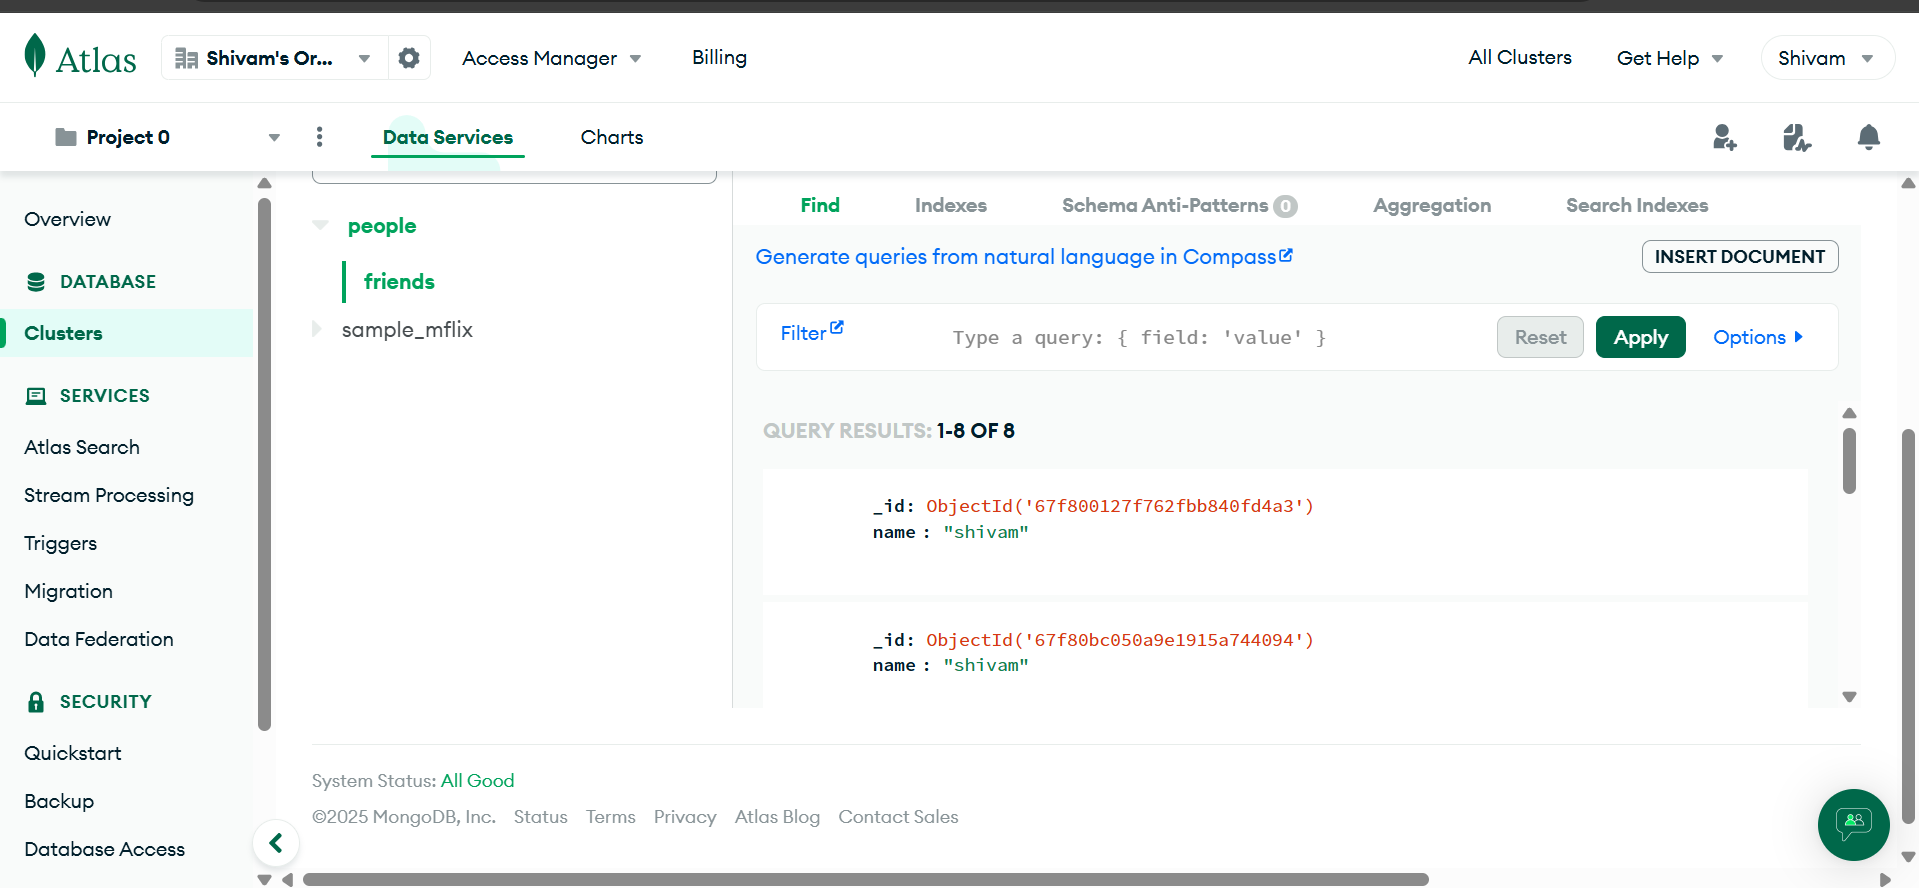 Atlas
Shivam's Or...
Access Manager
Billing
All Clusters
Get Help
Shivam
Project 0
Data Services
Charts
Overview
DATABASE
Clusters
SERVICES
Atlas Search
Stream Processing
Triggers
Migration
Data Federation
SECURITY
Quickstart
Backup
Database Access
people
friends
sample_mflix
Find
Indexes
Schema Anti-Patterns 0
Aggregation
Search Indexes
Generate queries from natural language in Compass
INSERT DOCUMENT
Filter
Type a query: { field: 'value' }
Reset
Apply
Options
QUERY RESULTS: 1-8 OF 8
_id: ObjectId('67f800127f762fbb840fd4a3')
name : "shivam"
_id: ObjectId('67f80bc050a9e1915a744094')
name : "shivam"
System Status: All Good
©2025 MongoDB, Inc.
Status
Terms
Privacy
Atlas Blog
Contact Sales